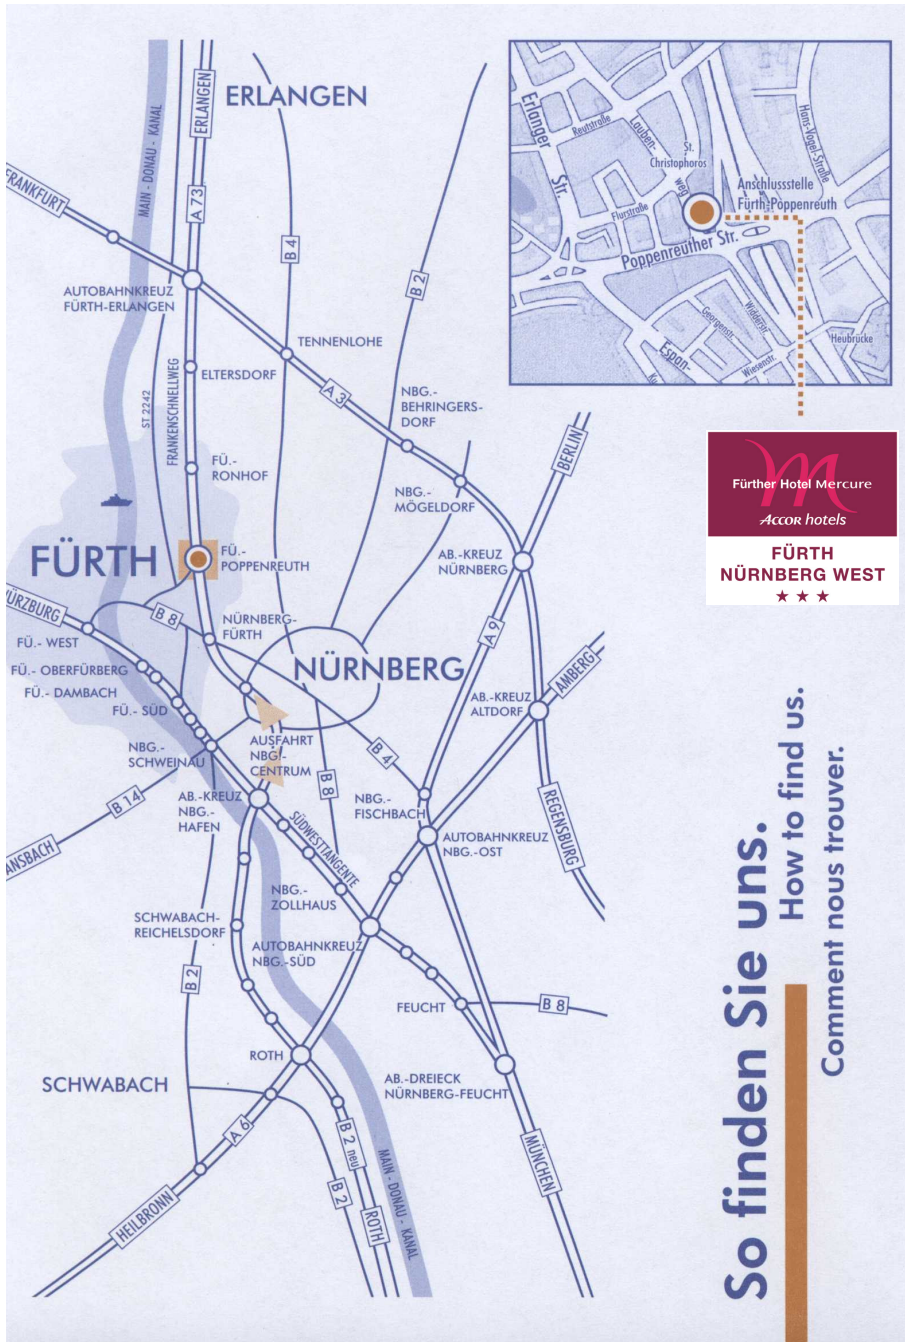 ERLANGEN
ERLANGEN
MAIN - DONAU - KANAL
FRANKFURT
A 73
B 4
B 2
AUTOBAHNKREUZ
FÜRTH-ERLANGEN
TENNENLOHE
ELTERSDORF
A 3
NBG.-
BEHRINGERS-
DORF
ST 2242
FRANKENSCHNELLWEG
FÜ.-
RONHOF
NBG.-
MÖGELDORF
BERLIN
FÜRTH
FÜ.-
POPPENREUTH
AB.-KREUZ
NÜRNBERG
WÜRZBURG
B 8
NÜRNBERG-
FÜRTH
A 9
FÜ.- WEST
NÜRNBERG
AMBERG
FÜ.- OBERFÜRBERG
FÜ.- DAMBACH
FÜ.- SÜD
AB.-KREUZ
ALTDORF
NBG.-
SCHWEINAU
AUSFAHRT
NBG.-
CENTRUM
B 4
B 8
B 14
AB.-KREUZ
NBG.-
HAFEN
NBG.-
FISCHBACH
REGENSBURG
ANSBACH
SÜDWESTTANGENTE
AUTOBAHNKREUZ
NBG.-OST
NBG.-
ZOLLHAUS
SCHWABACH-
REICHELSDORF
AUTOBAHNKREUZ
NBG.-SÜD
B 2
FEUCHT
B 8
ROTH
SCHWABACH
AB.-DREIECK
NÜRNBERG-FEUCHT
A 6
B 2 neu
MÜNCHEN
MAIN - DONAU - KANAL
B 2
ROTH
HEILBRONN
Erlanger
Str.
Reutstraße
Lauben-
weg
St.
Christophoros
Hans-Vogel-Straße
Anschlussstelle
Fürth-Poppenreuth
Flurstraße
Poppenreuther Str.
Georgenstr.
Widderstr.
Heubrücke
Espan-
Wiesenstr.
Ku
Fürther Hotel Mercure
ACCOR hotels
FÜRTH
NÜRNBERG WEST
★ ★ ★
So finden Sie uns.
How to find us.
Comment nous trouver.